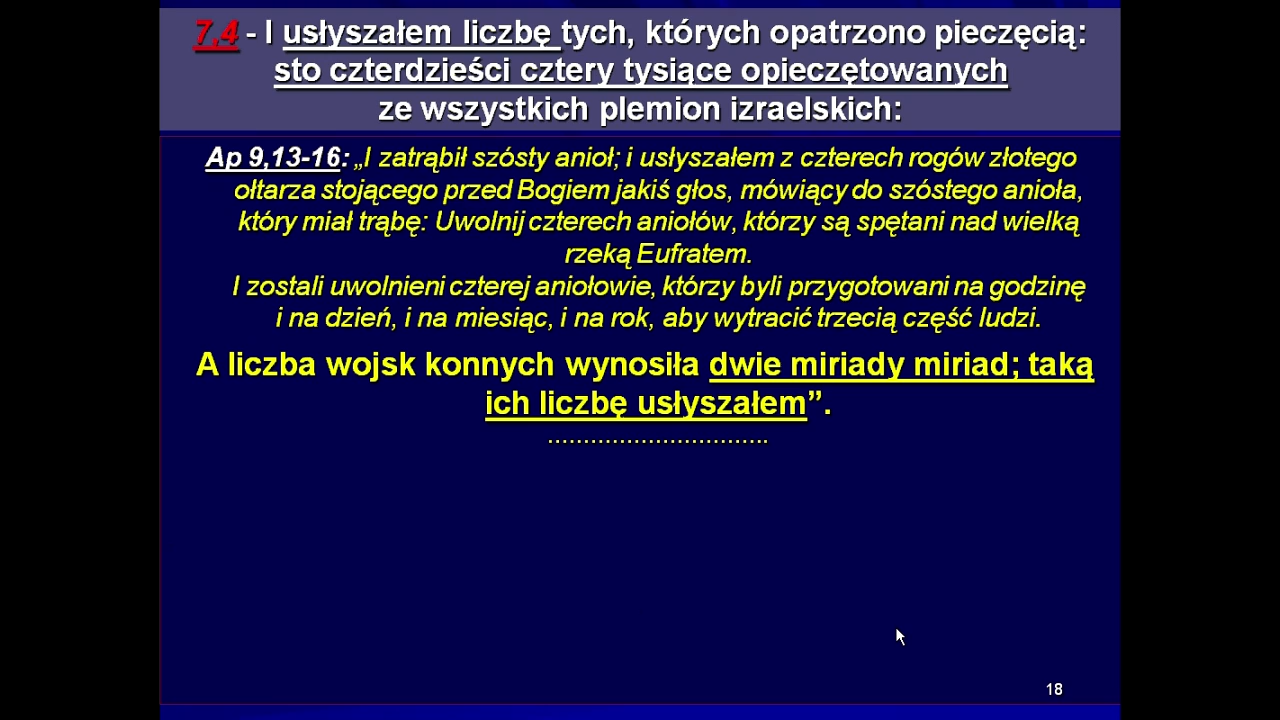 7,4 - I usłyszałem liczbę tych, których opatrzono pieczęcią:
sto czterdzieści cztery tysiące opieczętowanych
ze wszystkich plemion izraelskich:
Ap 9,13-16: „I zatrąbił szósty anioł; i usłyszałem z czterech rogów złotego
ołtarza stojącego przed Bogiem jakiś głos, mówiący do szóstego anioła,
który miał trąbę: Uwolnij czterech aniołów, którzy są spętani nad wielką
rzeką Eufratem.
I zostali uwolnieni czterej aniołowie, którzy byli przygotowani na godzinę
i na dzień, i na miesiąc, i na rok, aby wytracić trzecią część ludzi.
A liczba wojsk konnych wynosiła dwie miriady miriad; taką
ich liczbę usłyszałem”.
...............................
18